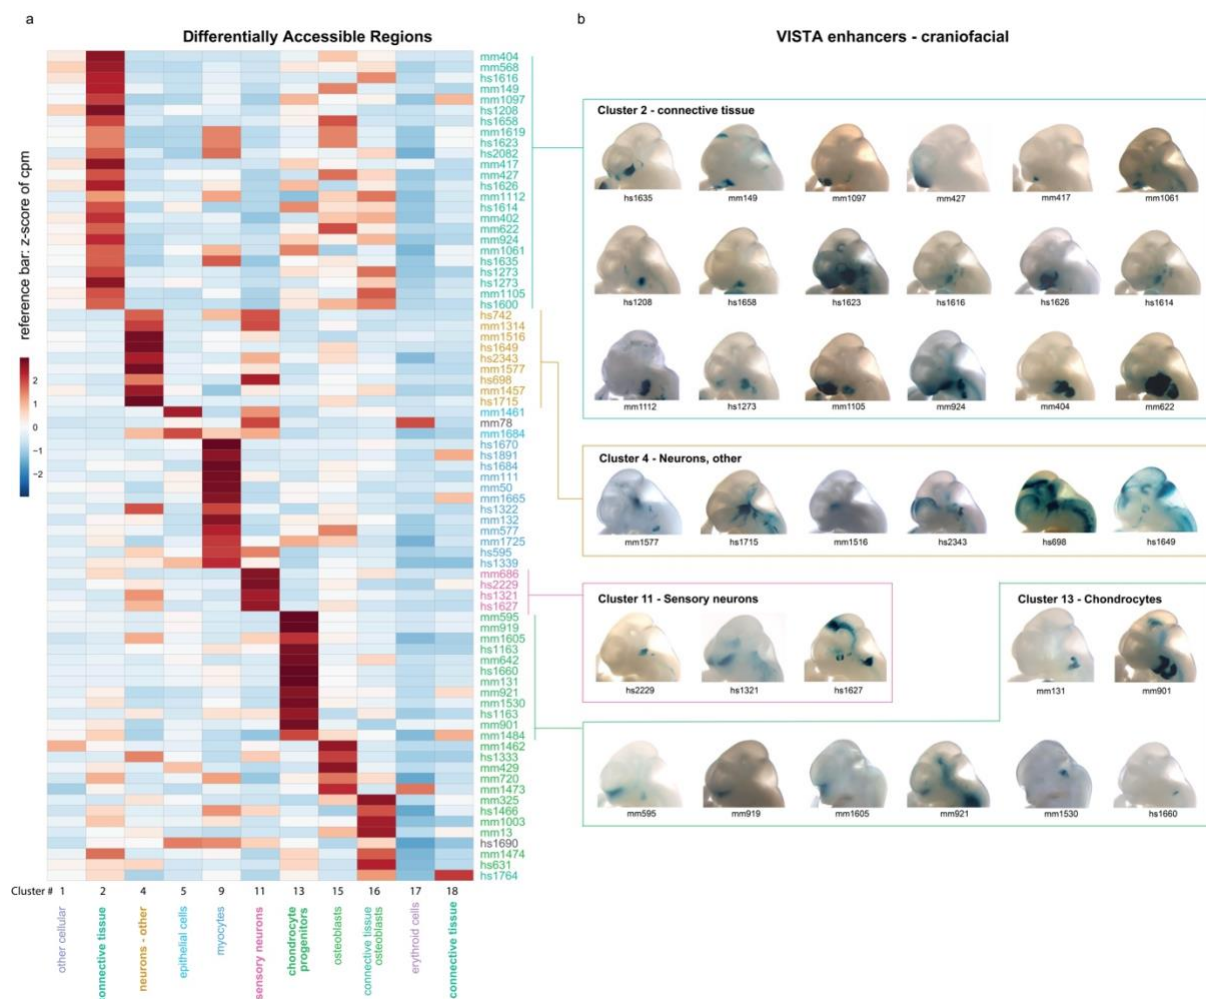 a
Differentially Accessible Regions
reference bar: z-score of cpm
2
1
0
−1
−2
mm404
mm568
hs1616
mm149
mm1097
hs1208
hs1658
mm1619
hs1623
hs2082
mm417
mm427
hs1626
mm1112
hs1614
mm402
mm622
mm924
mm1061
hs1635
hs1273
hs1273
mm1105
hs1600
hs742
mm1314
mm1516
hs1649
hs2343
mm1577
hs698
mm1457
hs1715
mm1461
mm78
mm1684
hs1670
hs1891
hs1684
mm111
mm50
mm1665
hs1322
mm132
mm577
mm1725
hs595
hs1339
mm686
hs2229
hs1321
hs1627
mm595
mm919
mm1605
hs1163
mm642
hs1660
mm131
mm921
mm1530
hs1163
mm901
mm1484
mm1462
hs1333
mm429
mm720
mm1473
mm325
hs1466
mm1003
mm13
hs1690
mm1474
hs631
hs1764
Cluster # 1 2 4 5 9 11 13 15 16 17 18
other cellular
onnective tissue
neurons - other
epithelial cells
myocytes
sensory neurons
chondrocyte
progenitors
osteoblasts
connective tissue
osteoblasts
erythroid cells
connective tissue
b
VISTA enhancers - craniofacial
Cluster 2 - connective tissue
hs1635 mm149 mm1097 mm427 mm417 mm1061
hs1208 hs1658 hs1623 hs1616 hs1626 hs1614
mm1112 hs1273 mm1105 mm924 mm404 mm622
Cluster 4 - Neurons, other
mm1577 hs1715 mm1516 hs2343 hs698 hs1649
Cluster 11 - Sensory neurons
hs2229 hs1321 hs1627
Cluster 13 - Chondrocytes
mm131 mm901
mm595 mm919 mm1605 mm921 mm1530 hs1660